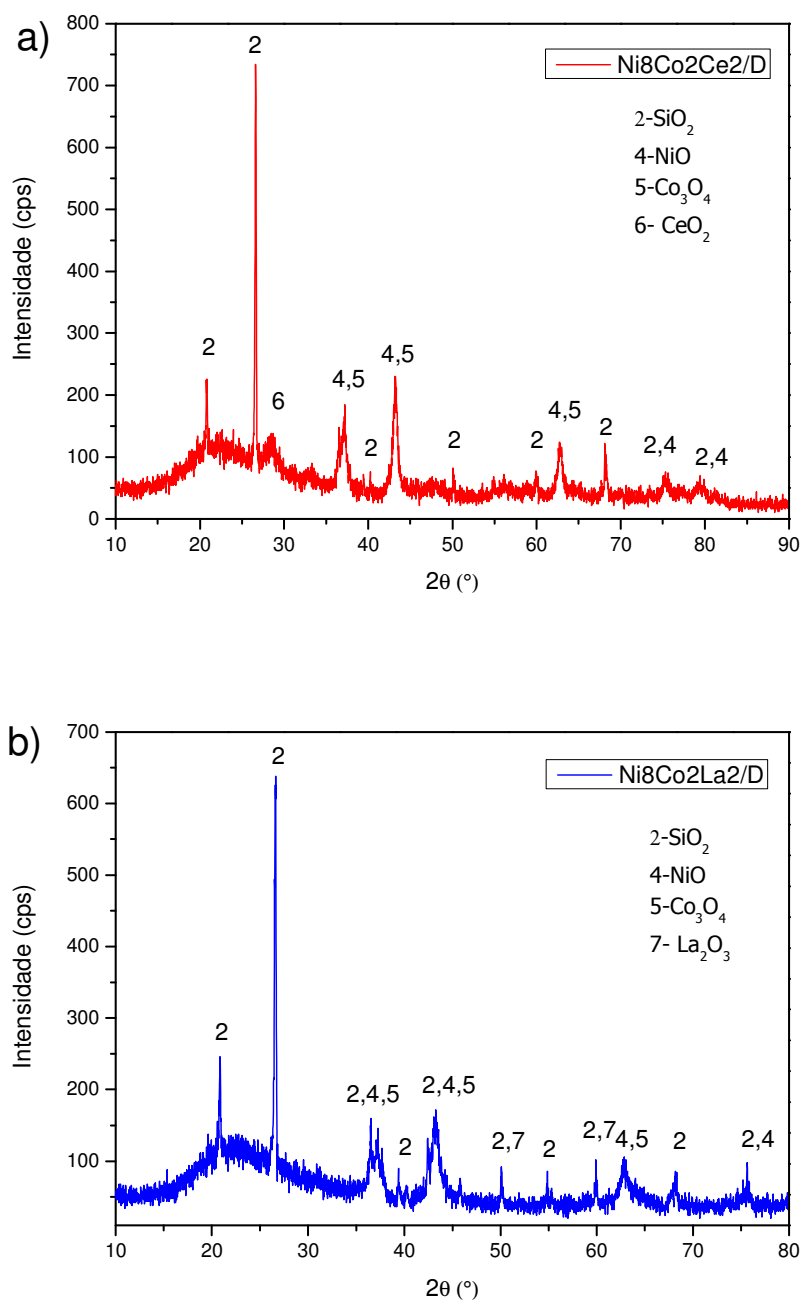 a)
800
700
600
500
400
300
200
100
0
Intensidade (cps)
2
2
6
4,5
2
4,5
2
2
4,5
2
2,4
2,4
Ni8Co2Ce2/D
2-SiO₂
4-NiO
5-Co₃O₄
6- CeO₂
10 20 30 40 50 60 70 80 90
2θ (°)
b)
700
600
500
400
300
200
100
Intensidade (cps)
2
2
2,4,5
2
2,4,5
2,7
2
2,7
4,5
2
2,4
Ni8Co2La2/D
2-SiO₂
4-NiO
5-Co₃O₄
7- La₂O₃
10 20 30 40 50 60 70 80
2θ (°)